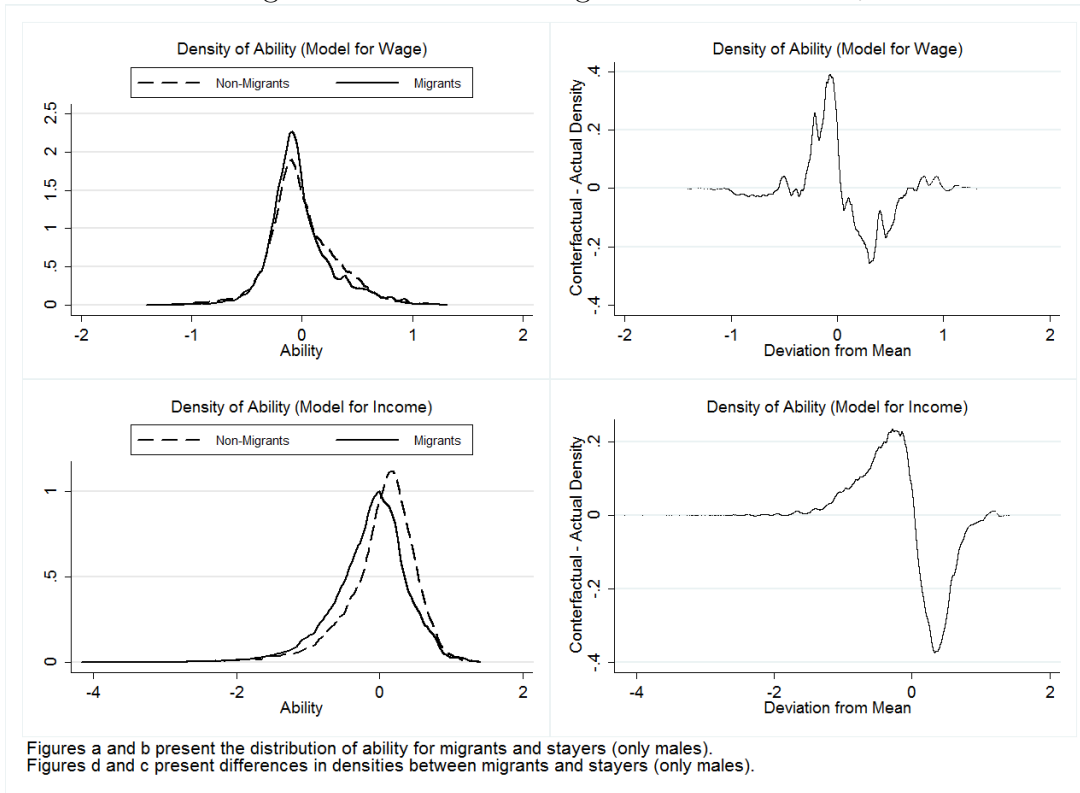 Density of Ability (Model for Wage)
Non-Migrants Migrants
2.5
2
1.5
1
.5
0
-2 -1 0 1 2
Ability
Density of Ability (Model for Wage)
Conterfactual - Actual Density
.4
.2
0
-.2
-.4
-2 -1 0 1 2
Deviation from Mean
Density of Ability (Model for Income)
Non-Migrants Migrants
1
.5
0
-4 -2 0 2
Ability
Density of Ability (Model for Income)
Conterfactual - Actual Density
.2
0
-.2
-.4
-4 -2 0 2
Deviation from Mean
Figures a and b present the distribution of ability for migrants and stayers (only males).
Figures d and c present differences in densities between migrants and stayers (only males).